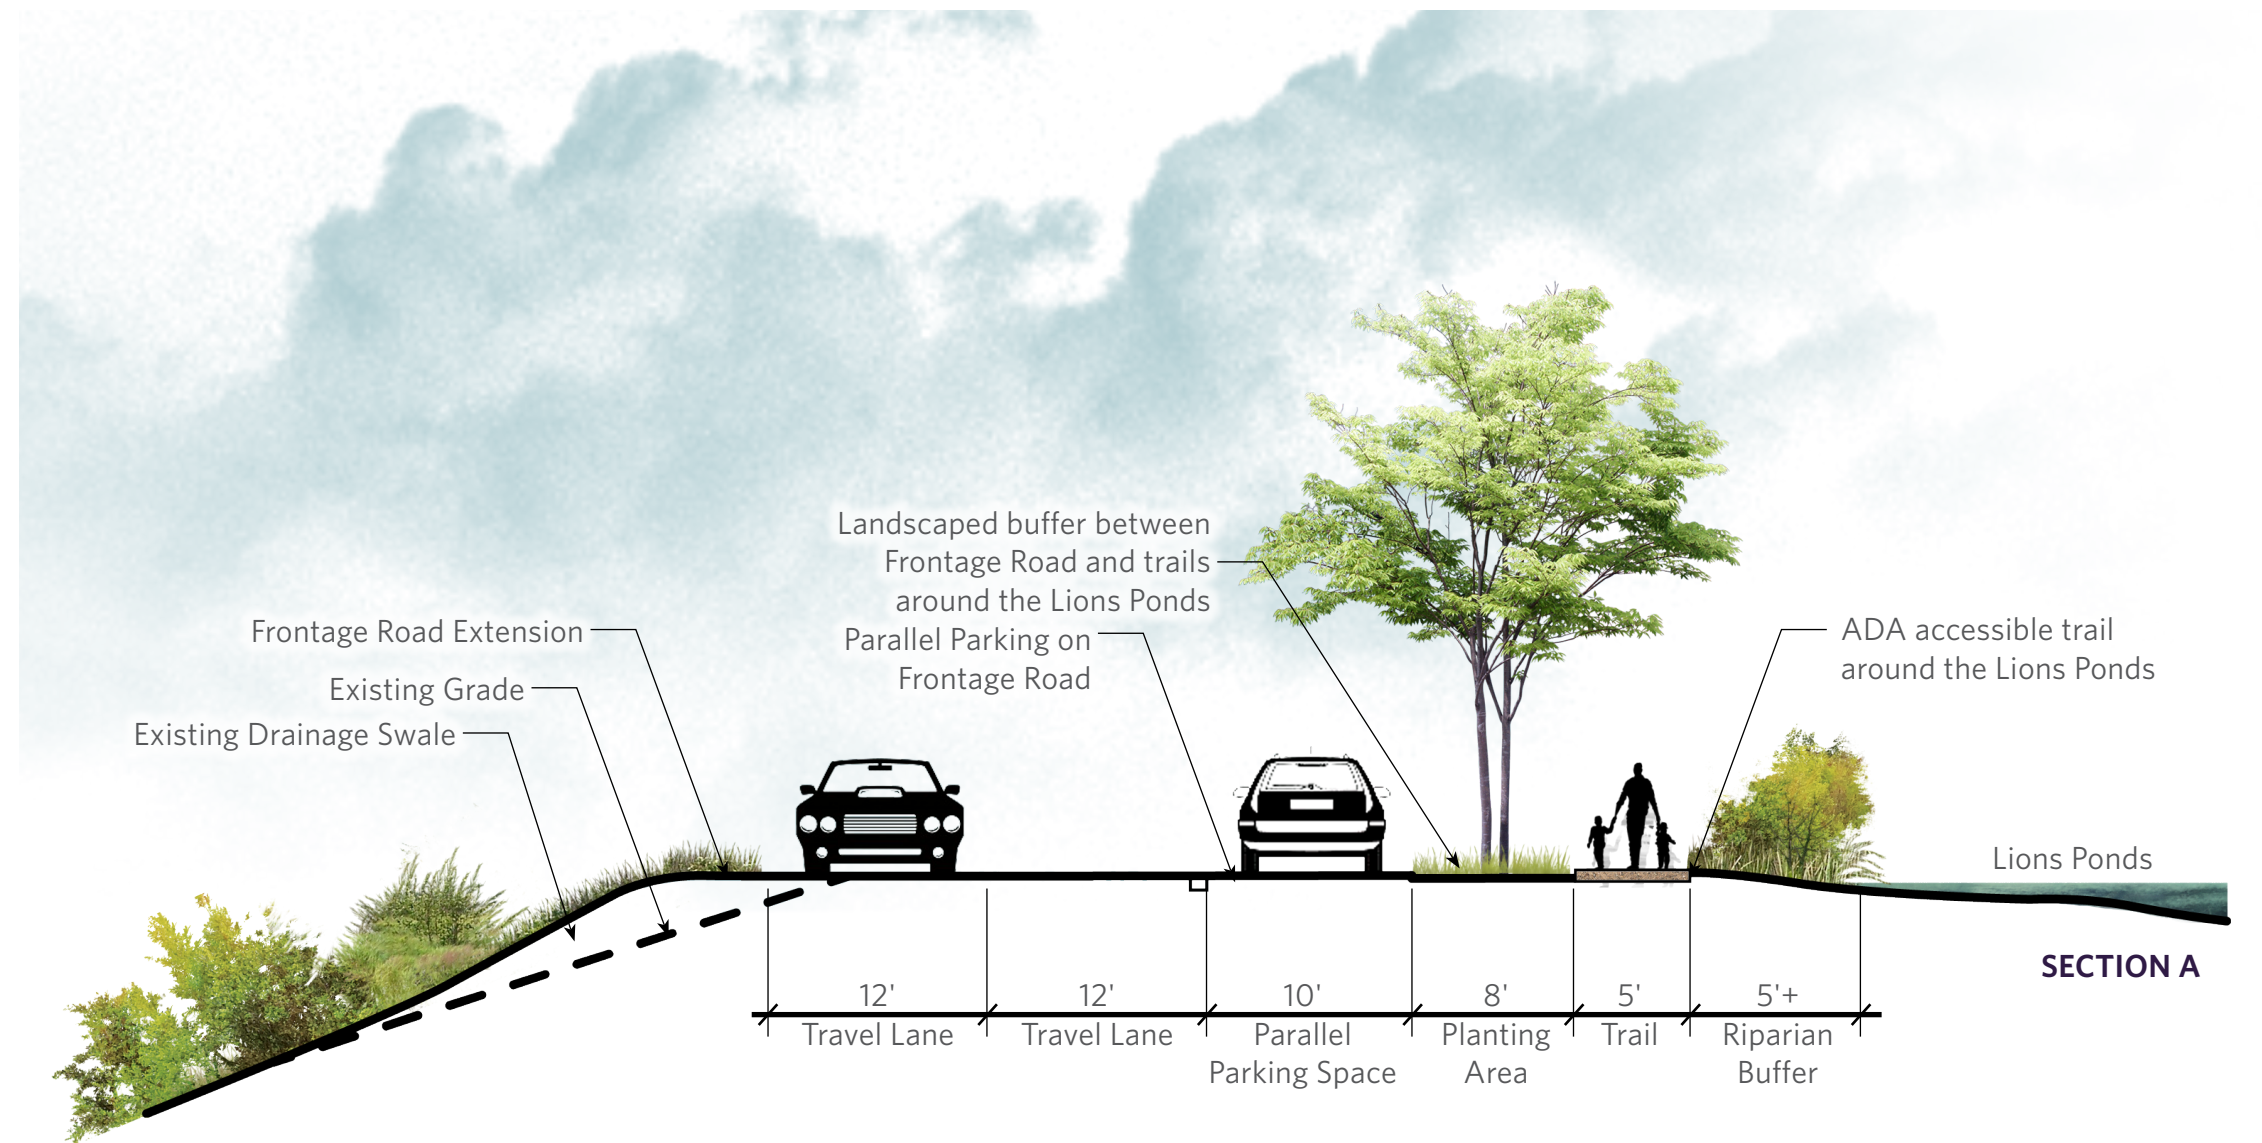 Landscaped buffer between
Frontage Road and trails
around the Lions Ponds
Parallel Parking on
Frontage Road
Frontage Road Extension
Existing Grade
Existing Drainage Swale
ADA accessible trail
around the Lions Ponds
Lions Ponds
SECTION A
12'
Travel Lane
12'
Travel Lane
10'
Parallel
Parking Space
8'
Planting
Area
5'
Trail
5'+
Riparian
Buffer